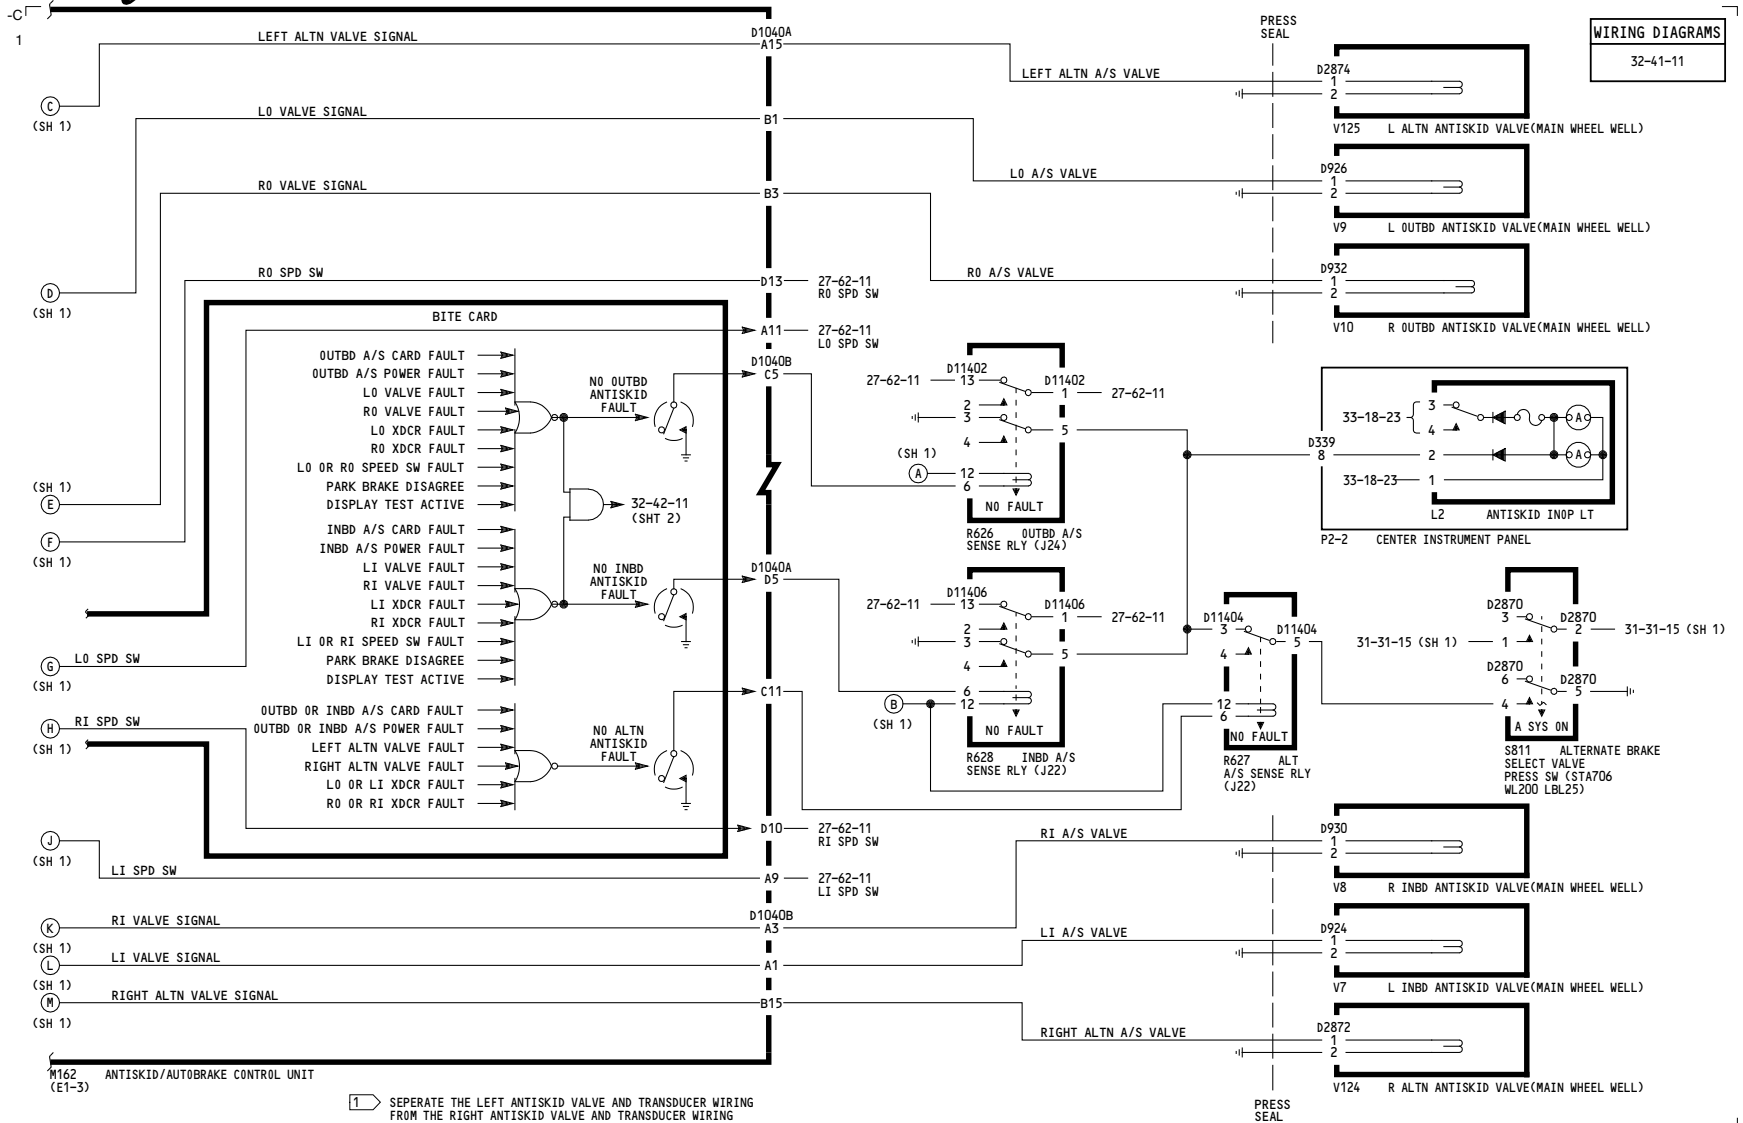 -C
1
WIRING DIAGRAMS
32-41-11
LEFT ALTN VALVE SIGNAL
D1040A
A15
PRESS
SEAL
C
(SH 1)
LEFT ALTN A/S VALVE
D2874
1
2
V125 L ALTN ANTISKID VALVE(MAIN WHEEL WELL)
LO VALVE SIGNAL
B1
LO A/S VALVE
D926
1
2
V9 L OUTBD ANTISKID VALVE(MAIN WHEEL WELL)
RO VALVE SIGNAL
B3
RO A/S VALVE
D932
1
2
V10 R OUTBD ANTISKID VALVE(MAIN WHEEL WELL)
D
(SH 1)
RO SPD SW
D13
27-62-11
RO SPD SW
BITE CARD
A11
27-62-11
LO SPD SW
D1040B
C5
OUTBD A/S CARD FAULT
OUTBD A/S POWER FAULT
LO VALVE FAULT
RO VALVE FAULT
LO XDCR FAULT
RO XDCR FAULT
LO OR RO SPEED SW FAULT
PARK BRAKE DISAGREE
DISPLAY TEST ACTIVE
NO OUTBD
ANTISKID
FAULT
32-42-11
(SHT 2)
INBD A/S CARD FAULT
INBD A/S POWER FAULT
LI VALVE FAULT
RI VALVE FAULT
LI XDCR FAULT
RI XDCR FAULT
LI OR RI SPEED SW FAULT
PARK BRAKE DISAGREE
DISPLAY TEST ACTIVE
NO INBD
ANTISKID
FAULT
D1040A
D5
OUTBD OR INBD A/S CARD FAULT
OUTBD OR INBD A/S POWER FAULT
LEFT ALTN VALVE FAULT
RIGHT ALTN VALVE FAULT
LO OR LI XDCR FAULT
RO OR RI XDCR FAULT
NO ALTN
ANTISKID
FAULT
C11
(SH 1)
E
F
(SH 1)
G
(SH 1)
LO SPD SW
H
(SH 1)
RI SPD SW
D10
27-62-11
RI SPD SW
J
(SH 1)
LI SPD SW
A9
27-62-11
LI SPD SW
27-62-11
D11402
13
2
3
4
12
6
D11402
1
5
27-62-11
(SH 1)
A
NO FAULT
R626 OUTBD A/S
SENSE RLY (J24)
27-62-11
D11406
13
2
3
4
6
12
D11406
1
5
27-62-11
B
(SH 1)
NO FAULT
R628 INBD A/S
SENSE RLY (J22)
D339
8
33-18-23
3
4
2
A
A
33-18-23
1
L2 ANTISKID INOP LT
P2-2 CENTER INSTRUMENT PANEL
D11404
3
4
12
6
D11404
5
NO FAULT
R627 ALT
A/S SENSE RLY
(J22)
31-31-15 (SH 1)
D2870
3
1
D2870
2
31-31-15 (SH 1)
D2870
6
4
D2870
5
A SYS ON
S811 ALTERNATE BRAKE
SELECT VALVE
PRESS SW (STA706
WL200 LBL25)
RI A/S VALVE
D930
1
2
V8 R INBD ANTISKID VALVE(MAIN WHEEL WELL)
K
(SH 1)
RI VALVE SIGNAL
D1040B
A3
LI A/S VALVE
D924
1
2
V7 L INBD ANTISKID VALVE(MAIN WHEEL WELL)
L
(SH 1)
LI VALVE SIGNAL
A1
M
(SH 1)
RIGHT ALTN VALVE SIGNAL
B15
RIGHT ALTN A/S VALVE
D2872
1
2
V124 R ALTN ANTISKID VALVE(MAIN WHEEL WELL)
M162 ANTISKID/AUTOBRAKE CONTROL UNIT
(E1-3)
1 SEPERATE THE LEFT ANTISKID VALVE AND TRANSDUCER WIRING
FROM THE RIGHT ANTISKID VALVE AND TRANSDUCER WIRING
PRESS
SEAL